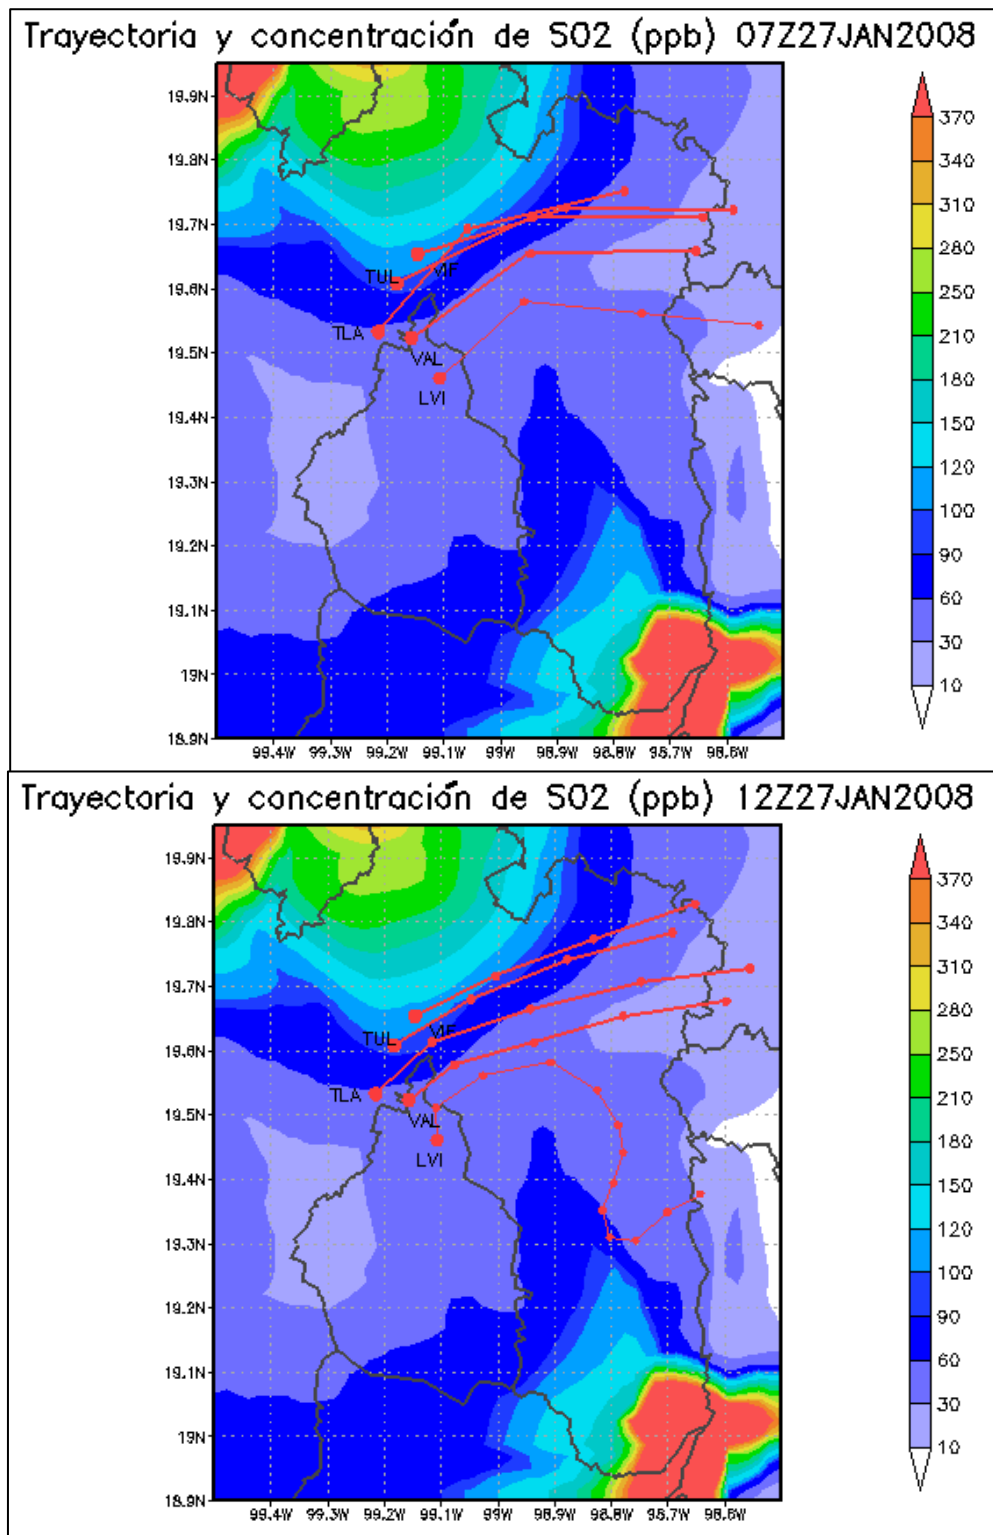 Trayectoria y concentración de SO2 (ppb) 07Z27JAN2008
19.9N
19.8N
19.7N
19.6N
19.5N
19.4N
19.3N
19.2N
19.1N
19N
18.9N
99.4W 99.3W 99.2W 99.1W 99W 98.9W 98.8W 98.7W 98.6W
TUL
VIF
TLA
VAL
LVI
370
340
310
280
250
210
180
150
120
100
90
60
30
10
Trayectoria y concentración de SO2 (ppb) 12Z27JAN2008
19.9N
19.8N
19.7N
19.6N
19.5N
19.4N
19.3N
19.2N
19.1N
19N
18.9N
99.4W 99.3W 99.2W 99.1W 99W 98.9W 98.8W 98.7W 98.6W
TUL
VIF
TLA
VAL
LVI
370
340
310
280
250
210
180
150
120
100
90
60
30
10